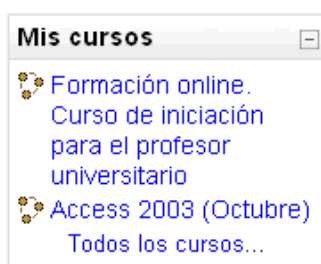 Mis cursos
Formación online.
Curso de iniciación
para el profesor
universitario
Access 2003 (Octubre)
Todos los cursos...